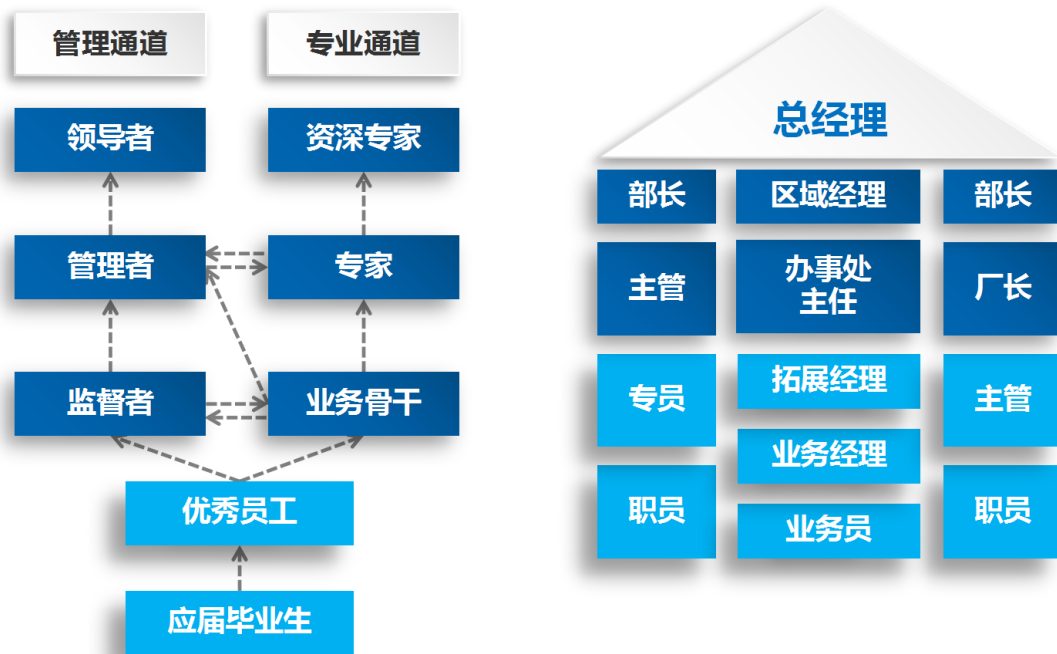 管理通道
专业通道
领导者
资深专家
管理者
专家
监督者
业务骨干
优秀员工
应届毕业生
总经理
部长
区域经理
部长
主管
办事处
主任
厂长
专员
拓展经理
主管
业务经理
职员
业务员
职员